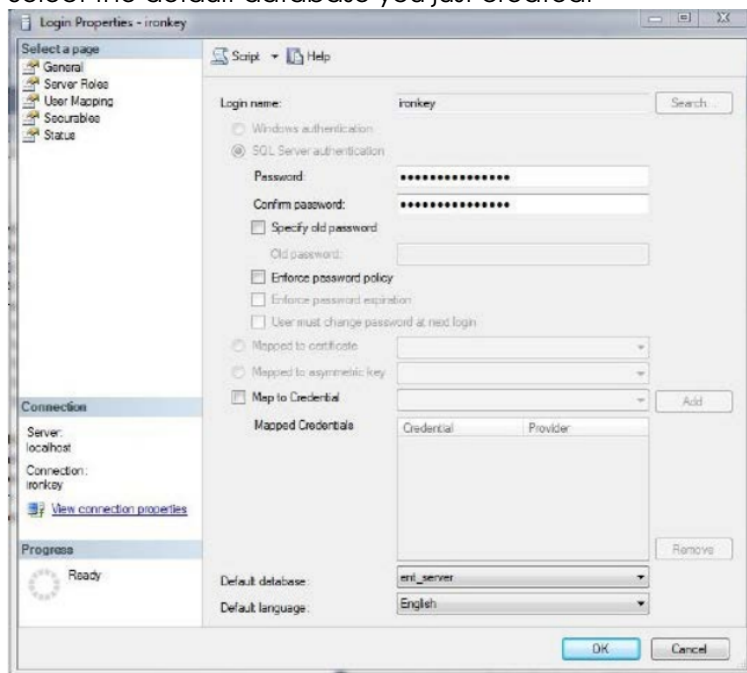 select the default database you just created.
Login Properties - ironkey
Select a page
General
Server Roles
User Mapping
Securables
Status
Script Help
Login name: ironkey Search...
Windows authentication
SQL Server authentication
Password:
Confirm password:
Specify old password
Old password:
Enforce password policy
Enforce password expiration
User must change password at next login
Mapped to certificate
Mapped to asymmetric key
Map to Credential Add
Mapped Credentials Credential Provider
Remove
Default database: ent_server
Default language: English
Connection
Server:
localhost
Connection:
ironkey
View connection properties
Progress
Ready
OK Cancel